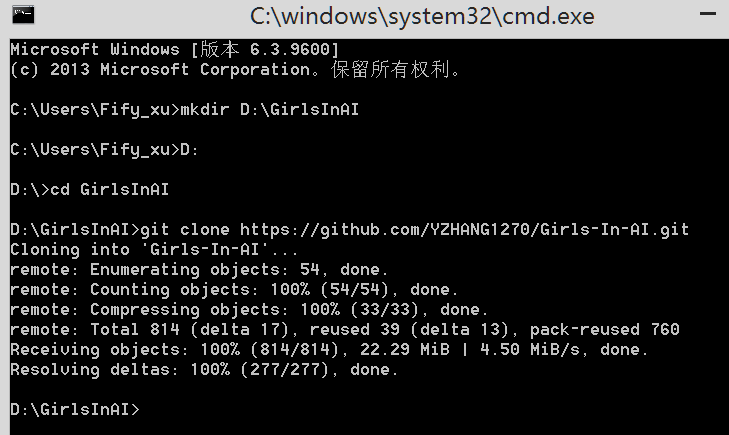 C:\windows\system32\cmd.exe
Microsoft Windows [版本 6.3.9600]
(c) 2013 Microsoft Corporation。保留所有权利。
C:\Users\Fify_xu>mkdir D:\GirlsInAI
C:\Users\Fify_xu>D:
D:\>cd GirlsInAI
D:\GirlsInAI>git clone https://github.com/YZHANG1270/Girls-In-AI.git
Cloning into 'Girls-In-AI'...
remote: Enumerating objects: 54, done.
remote: Counting objects: 100% (54/54), done.
remote: Compressing objects: 100% (33/33), done.
remote: Total 814 (delta 17), reused 39 (delta 13), pack-reused 760
Receiving objects: 100% (814/814), 22.29 MiB | 4.50 MiB/s, done.
Resolving deltas: 100% (277/277), done.
D:\GirlsInAI>